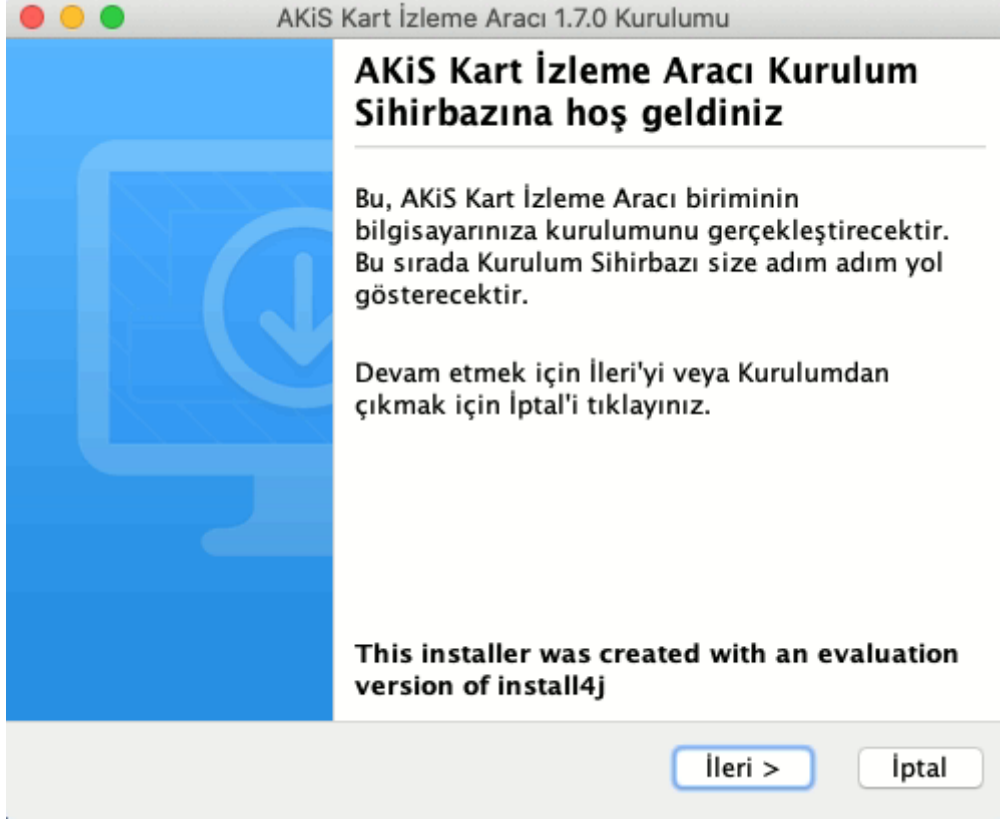 AKiS Kart İzleme Aracı 1.7.0 Kurulumu
AKiS Kart İzleme Aracı Kurulum
Sihirbazına hoş geldiniz
Bu, AKiS Kart İzleme Aracı biriminin
bilgisayarınıza kurulumunu gerçekleştirecektir.
Bu sırada Kurulum Sihirbazı size adım adım yol
gösterecektir.
Devam etmek için İleri'yi veya Kurulumdan
çıkmak için İptal'i tıklayınız.
This installer was created with an evaluation
version of install4j
İleri >
İptal